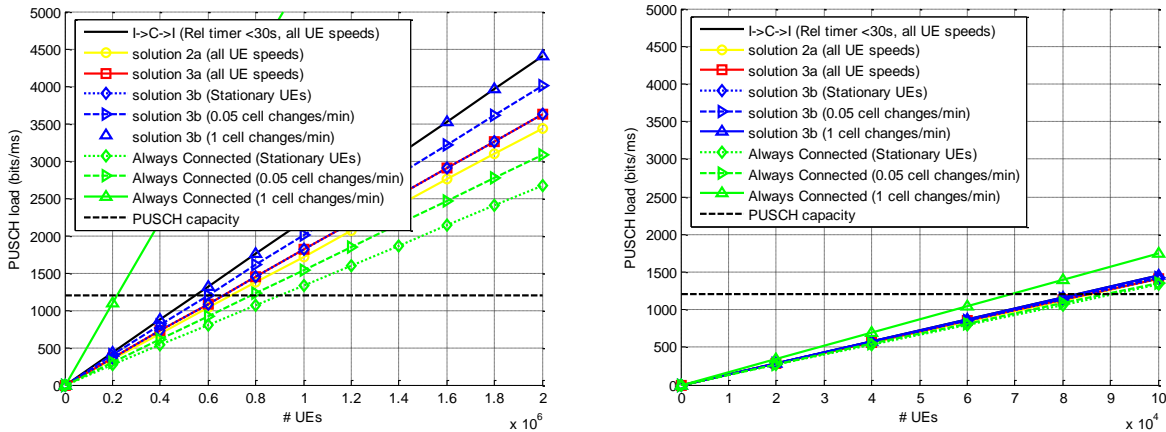 5000
4500
4000
3500
3000
2500
2000
1500
1000
500
0
PUSCH load (bits/ms)
I->C->I (Rel timer <30s, all UE speeds)
solution 2a (all UE speeds)
solution 3a (all UE speeds)
solution 3b (Stationary UEs)
solution 3b (0.05 cell changes/min)
solution 3b (1 cell changes/min)
Always Connected (Stationary UEs)
Always Connected (0.05 cell changes/min)
Always Connected (1 cell changes/min)
PUSCH capacity
0 0.2 0.4 0.6 0.8 1 1.2 1.4 1.6 1.8 2
x 10^6
# UEs
5000
4500
4000
3500
3000
2500
2000
1500
1000
500
0
PUSCH load (bits/ms)
I->C->I (Rel timer <30s, all UE speeds)
solution 2a (all UE speeds)
solution 3a (all UE speeds)
solution 3b (Stationary UEs)
solution 3b (0.05 cell changes/min)
solution 3b (1 cell changes/min)
Always Connected (Stationary UEs)
Always Connected (0.05 cell changes/min)
Always Connected (1 cell changes/min)
PUSCH capacity
0 1 2 3 4 5 6 7 8 9 10
x 10^4
# UEs